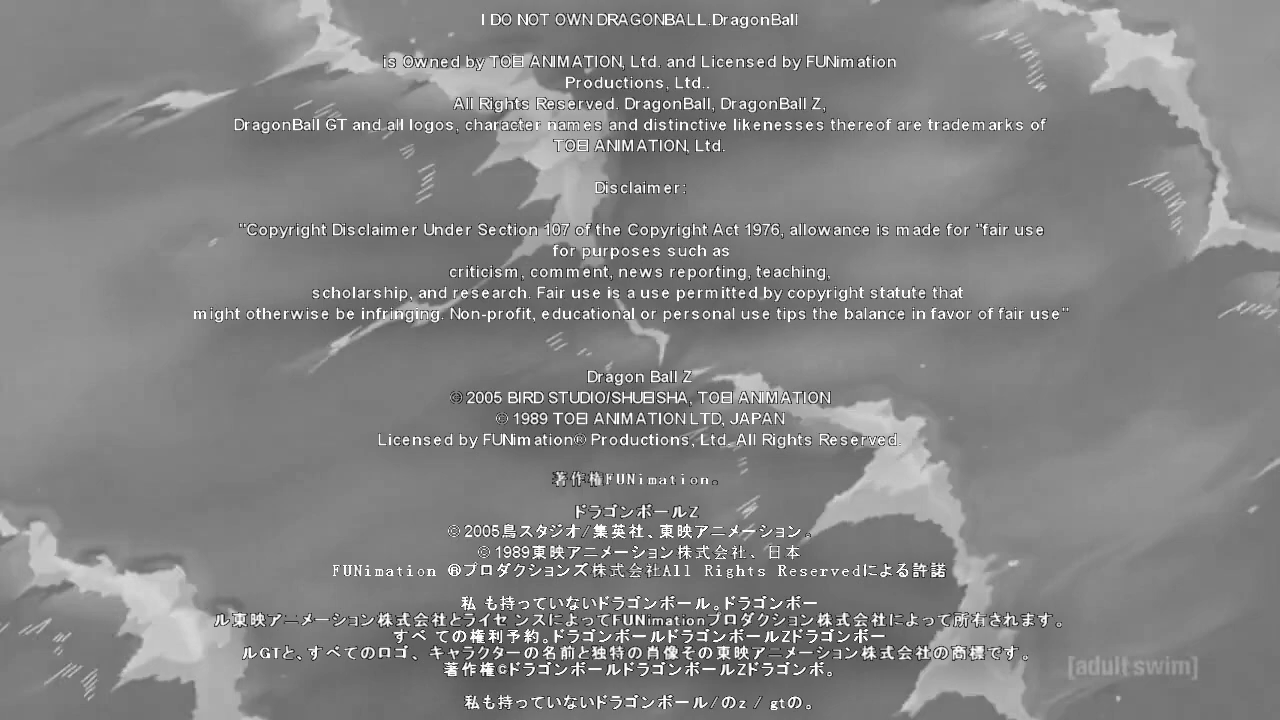 I DO NOT OWN DRAGONBALL.DragonBall
is Owned by TOEI ANIMATION, Ltd. and Licensed by FUNimation
Productions, Ltd..
All Rights Reserved. DragonBall, DragonBall Z,
DragonBall GT and all logos, character names and distinctive likenesses thereof are trademarks of
TOEI ANIMATION, Ltd.
Disclaimer:
"Copyright Disclaimer Under Section 107 of the Copyright Act 1976, allowance is made for "fair use
for purposes such as
criticism, comment, news reporting, teaching,
scholarship, and research. Fair use is a use permitted by copyright statute that
might otherwise be infringing. Non-profit, educational or personal use tips the balance in favor of fair use"
Dragon Ball Z
© 2005 BIRD STUDIO/SHUEISHA, TOEI ANIMATION
© 1989 TOEI ANIMATION LTD, JAPAN
Licensed by FUNimation® Productions, Ltd. All Rights Reserved.
著作権FUNimation。
ドラゴンボールZ
© 2005鳥スタジオ/集英社、東映アニメーション。
© 1989東映アニメーション株式会社、日本
FUNimation ®プロダクションズ株式会社All Rights Reservedによる許諾
私 も持っていないドラゴンボール。ドラゴンボー
ル東映アニメーション株式会社とライセ ンスによってFUNimationプロダクション株式会社によって所有されます。
すべ ての権利予約。ドラゴンボールドラゴンボールZドラゴンボー
ルGTと、すべてのロゴ、 キャラクターの名前と独特の肖像その東映アニメーション株式会社の商標です。
著作権©ドラゴンボールドラゴンボールZドラゴンボ。
私も持っていないドラゴンボール/のz / gtの。
[adult swim]